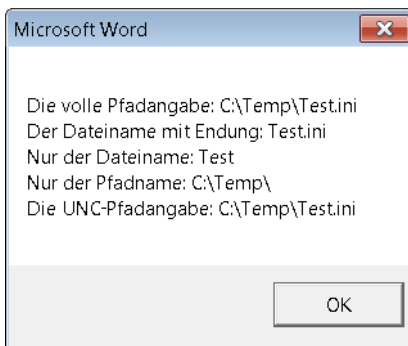 Microsoft Word
Die volle Pfadangabe: C:\Temp\Test.ini
Der Dateiname mit Endung: Test.ini
Nur der Dateiname: Test
Nur der Pfadname: C:\Temp\
Die UNC-Pfadangabe: C:\Temp\Test.ini
OK